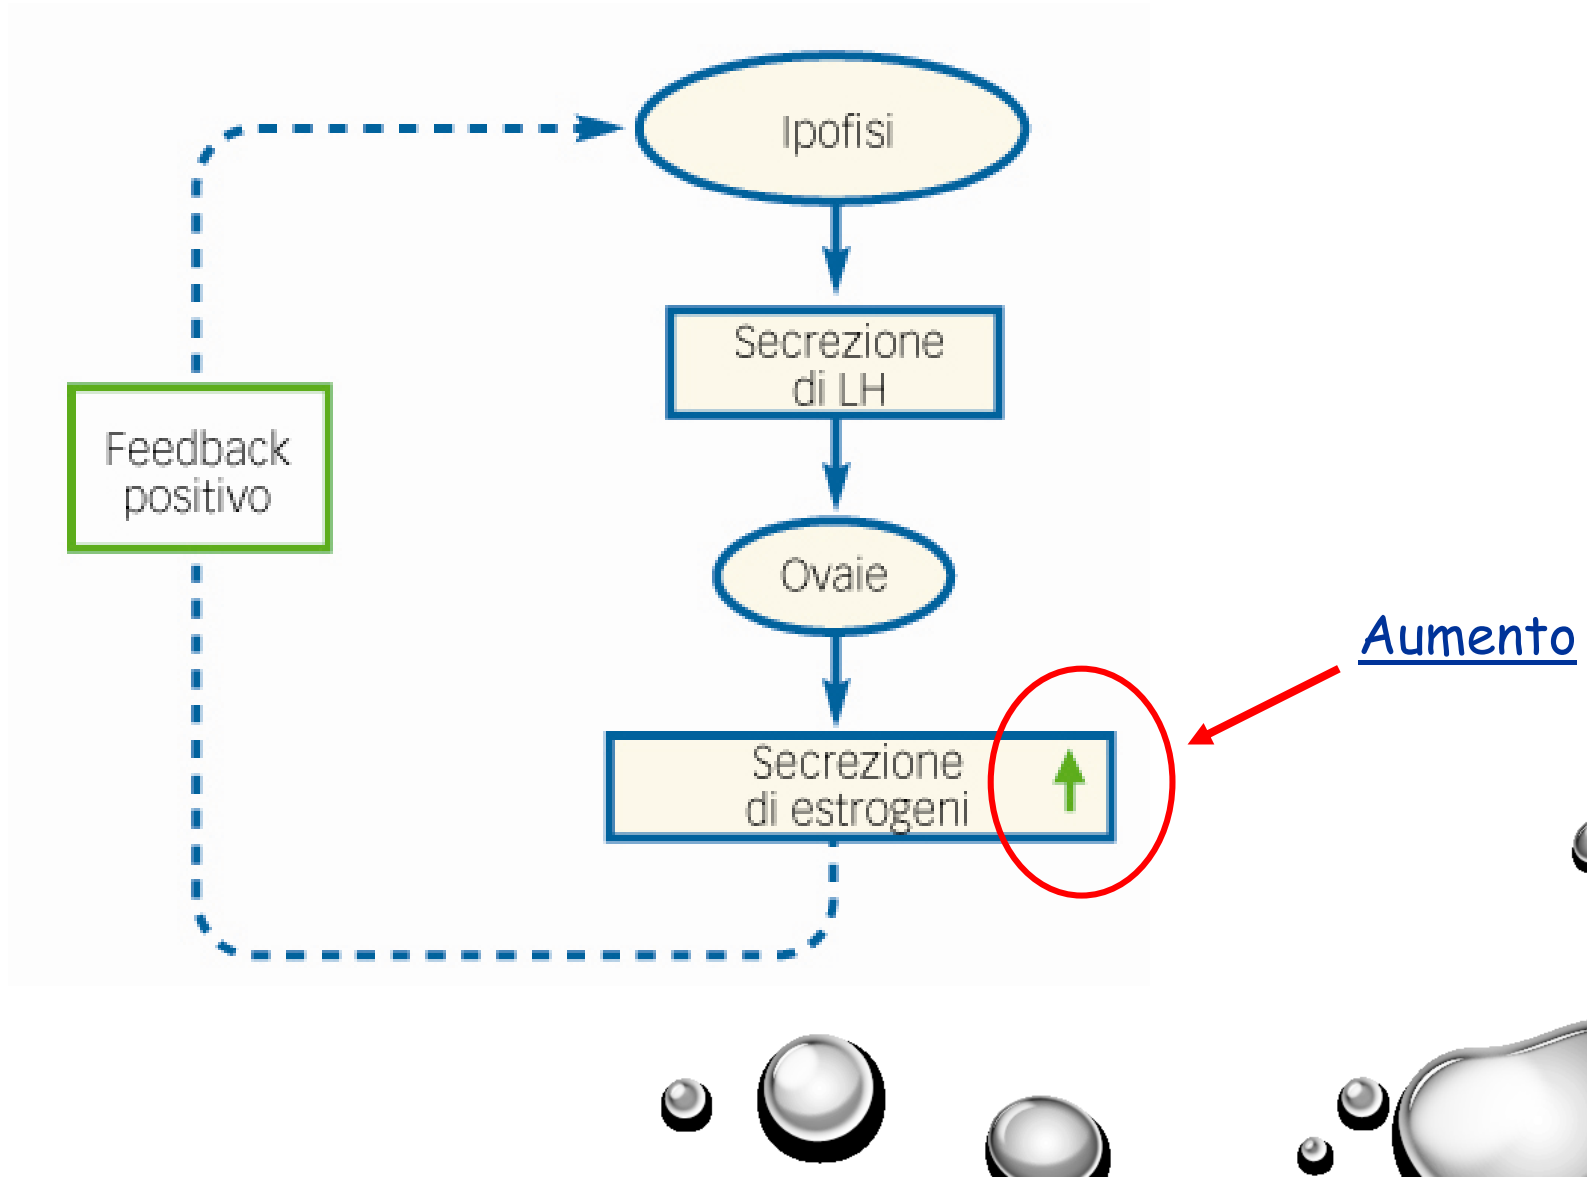 Ipofisi
Secrezione
di LH
Feedback
positivo
Ovaie
Aumento
Secrezione
di estrogeni